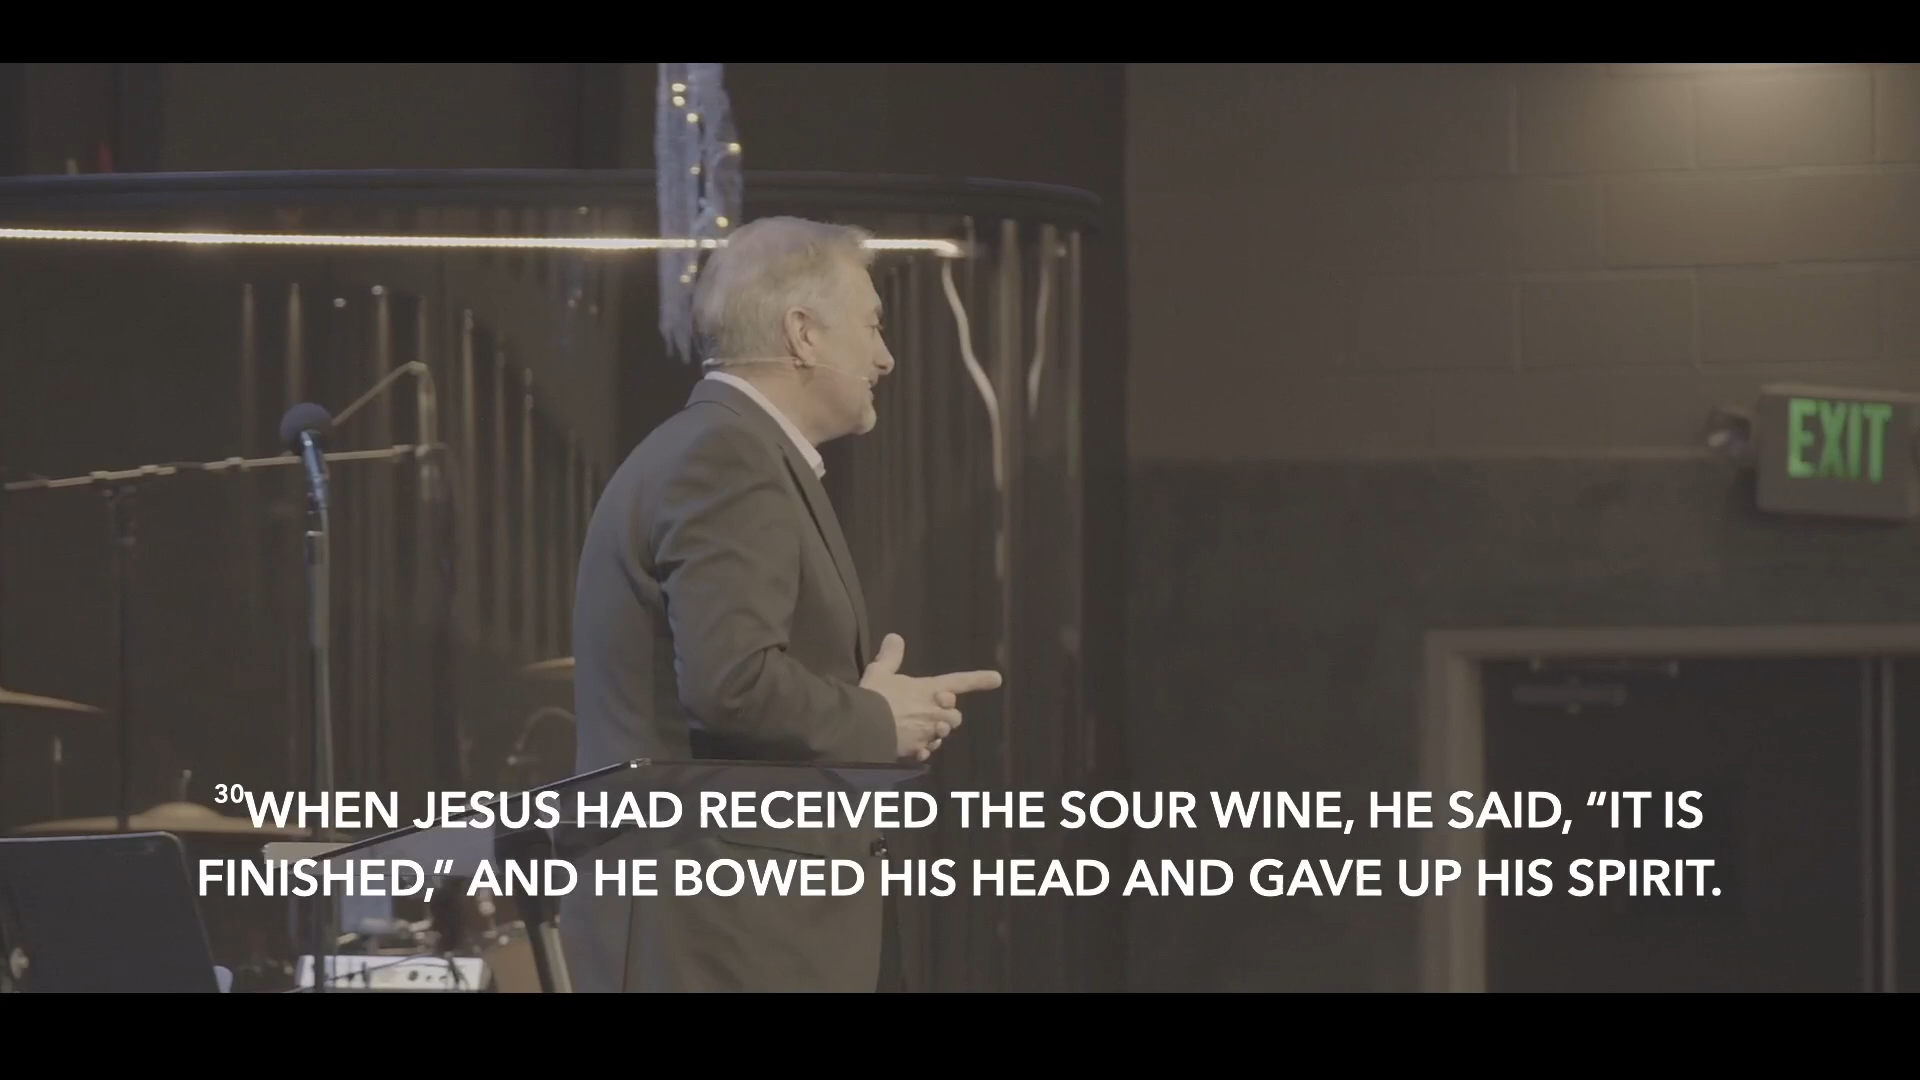 EXIT
³⁰WHEN JESUS HAD RECEIVED THE SOUR WINE, HE SAID, “IT IS
FINISHED,” AND HE BOWED HIS HEAD AND GAVE UP HIS SPIRIT.